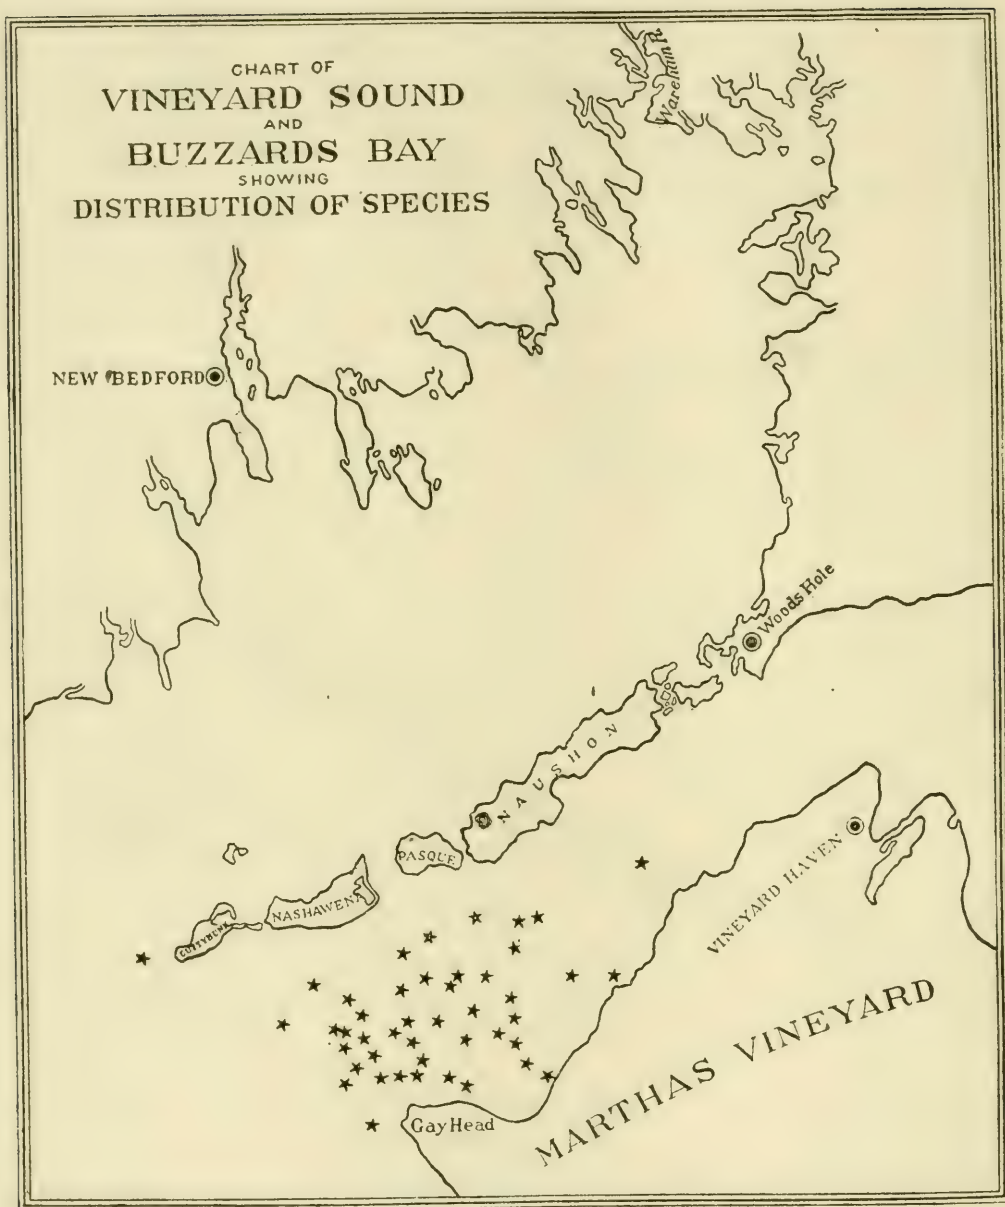 CHART OF
VINEYARD SOUND
AND
BUZZARDS BAY
SHOWING
DISTRIBUTION OF SPECIES
Wareham R.
NEW BEDFORD
Woods Hole
NAUSHON
PASQUE
NASHAWENA
CUTTYHUNK
VINEYARD HAVEN
MARTHAS VINEYARD
Gay Head